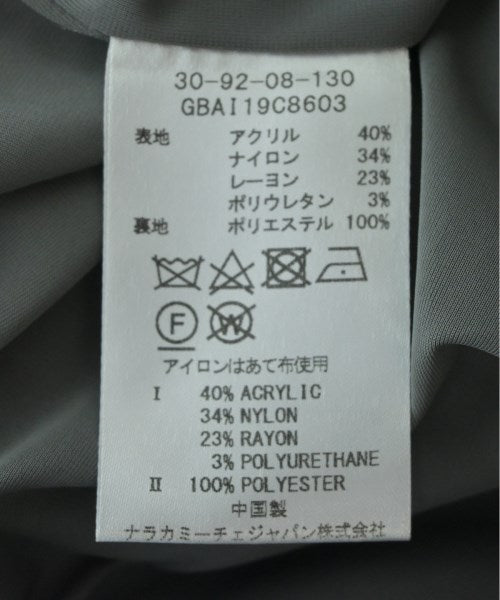 30-92-08-130
GBAI19C8603
表地 アクリル 40%
ナイロン 34%
レーヨン 23%
ポリウレタン 3%
裏地 ポリエステル 100%
F W
アイロンはあて布使用
I 40% ACRYLIC
34% NYLON
23% RAYON
3% POLYURETHANE
II 100% POLYESTER
中国製
ナラカミーチェジャパン株式会社